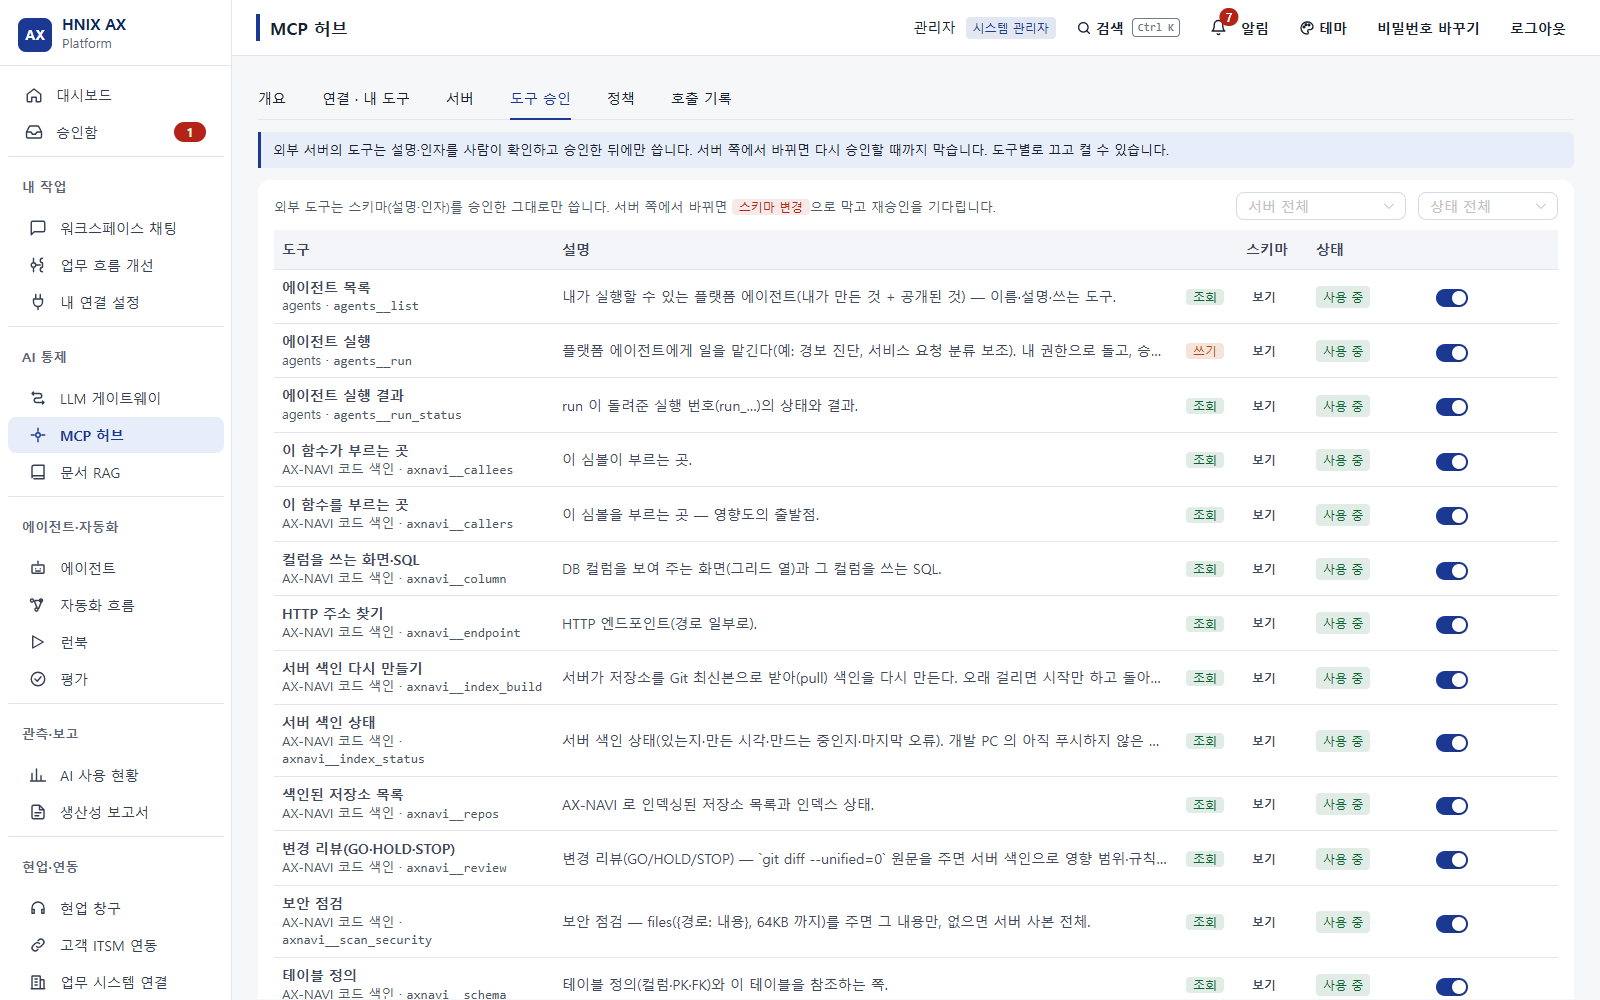 AX
HNIX AX
Platform
대시보드
승인함
1
내 작업
워크스페이스 채팅
업무 흐름 개선
내 연결 설정
AI 통제
LLM 게이트웨이
MCP 허브
문서 RAG
에이전트·자동화
에이전트
자동화 흐름
런북
평가
관측·보고
AI 사용 현황
생산성 보고서
현업·연동
현업 창구
고객 ITSM 연동
업무 시스템 연결
MCP 허브
관리자
시스템 관리자
검색
Ctrl K
7
알림
테마
비밀번호 바꾸기
로그아웃
개요
연결 · 내 도구
서버
도구 승인
정책
호출 기록
외부 서버의 도구는 설명·인자를 사람이 확인하고 승인한 뒤에만 씁니다. 서버 쪽에서 바뀌면 다시 승인할 때까지 막습니다. 도구별로 끄고 켤 수 있습니다.
외부 도구는 스키마(설명·인자)를 승인한 그대로만 씁니다. 서버 쪽에서 바뀌면 스키마 변경 으로 막고 재승인을 기다립니다.
서버 전체
상태 전체
도구 설명 스키마 상태
에이전트 목록
agents · agents__list
내가 실행할 수 있는 플랫폼 에이전트(내가 만든 것 + 공개된 것) — 이름·설명·쓰는 도구.
조회 보기 사용 중
에이전트 실행
agents · agents__run
플랫폼 에이전트에게 일을 맡긴다(예: 경보 진단, 서비스 요청 분류 보조). 내 권한으로 돌고, 승...
쓰기 보기 사용 중
에이전트 실행 결과
agents · agents__run_status
run 이 돌려준 실행 번호(run_...)의 상태와 결과.
조회 보기 사용 중
이 함수가 부르는 곳
AX-NAVI 코드 색인 · axnavi__callees
이 심볼이 부르는 곳.
조회 보기 사용 중
이 함수를 부르는 곳
AX-NAVI 코드 색인 · axnavi__callers
이 심볼을 부르는 곳 — 영향도의 출발점.
조회 보기 사용 중
컬럼을 쓰는 화면·SQL
AX-NAVI 코드 색인 · axnavi__column
DB 컬럼을 보여 주는 화면(그리드 열)과 그 컬럼을 쓰는 SQL.
조회 보기 사용 중
HTTP 주소 찾기
AX-NAVI 코드 색인 · axnavi__endpoint
HTTP 엔드포인트(경로 일부로).
조회 보기 사용 중
서버 색인 다시 만들기
AX-NAVI 코드 색인 · axnavi__index_build
서버가 저장소를 Git 최신본으로 받아(pull) 색인을 다시 만든다. 오래 걸리면 시작만 하고 돌아...
조회 보기 사용 중
서버 색인 상태
AX-NAVI 코드 색인 ·
axnavi__index_status
서버 색인 상태(있는지·만든 시각·만드는 중인지·마지막 오류). 개발 PC 의 아직 푸시하지 않은 ...
조회 보기 사용 중
색인된 저장소 목록
AX-NAVI 코드 색인 · axnavi__repos
AX-NAVI 로 인덱싱된 저장소 목록과 인덱스 상태.
조회 보기 사용 중
변경 리뷰(GO·HOLD·STOP)
AX-NAVI 코드 색인 · axnavi__review
변경 리뷰(GO/HOLD/STOP) — `git diff --unified=0` 원문을 주면 서버 색인으로 영향 범위·규칙...
조회 보기 사용 중
보안 점검
AX-NAVI 코드 색인 ·
axnavi__scan_security
보안 점검 — files({경로: 내용}, 64KB 까지)를 주면 그 내용만, 없으면 서버 사본 전체.
조회 보기 사용 중
테이블 정의
AX-NAVI 코드 색인 · axnavi__schema
테이블 정의(컬럼·PK·FK)와 이 테이블을 참조하는 쪽.
조회 보기 사용 중